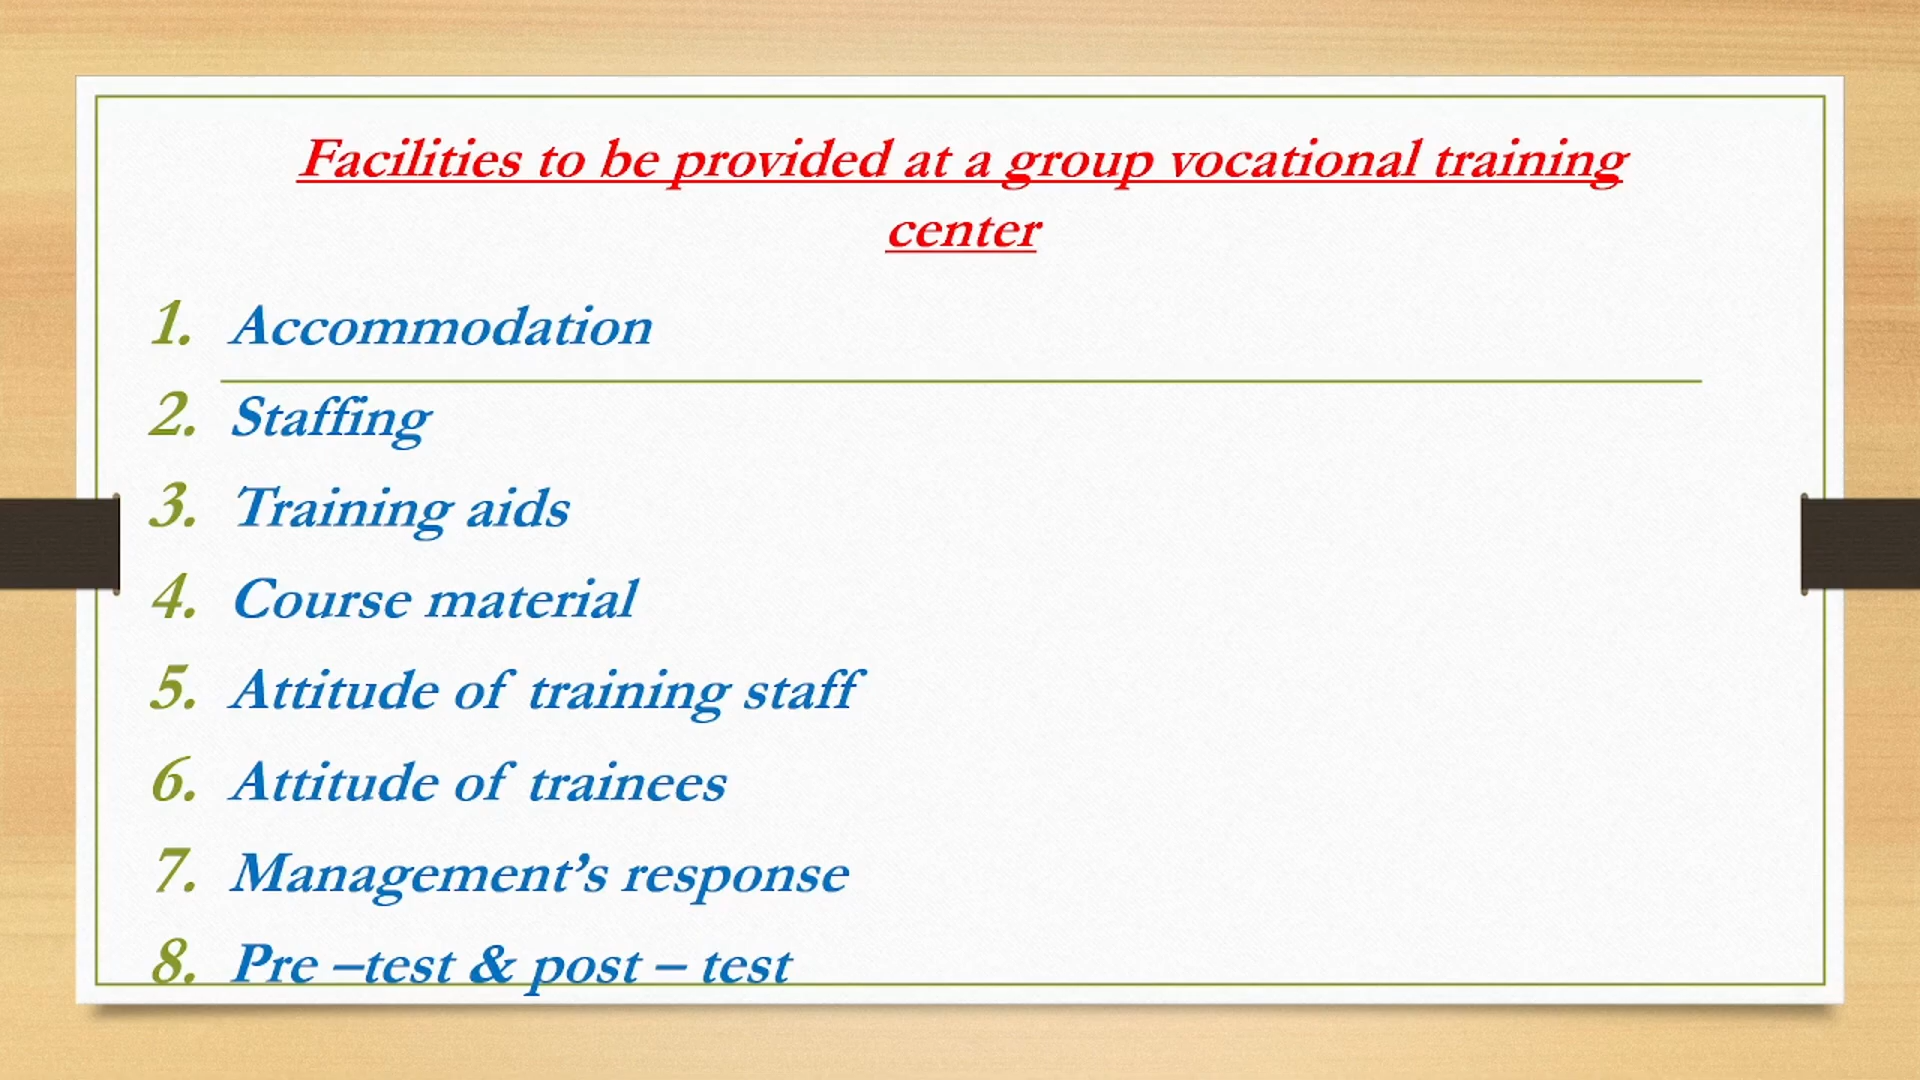 Facilities to be provided at a group vocational training
center
1. Accommodation
2. Staffing
3. Training aids
4. Course material
5. Attitude of training staff
6. Attitude of trainees
7. Management’s response
8. Pre –test & post – test